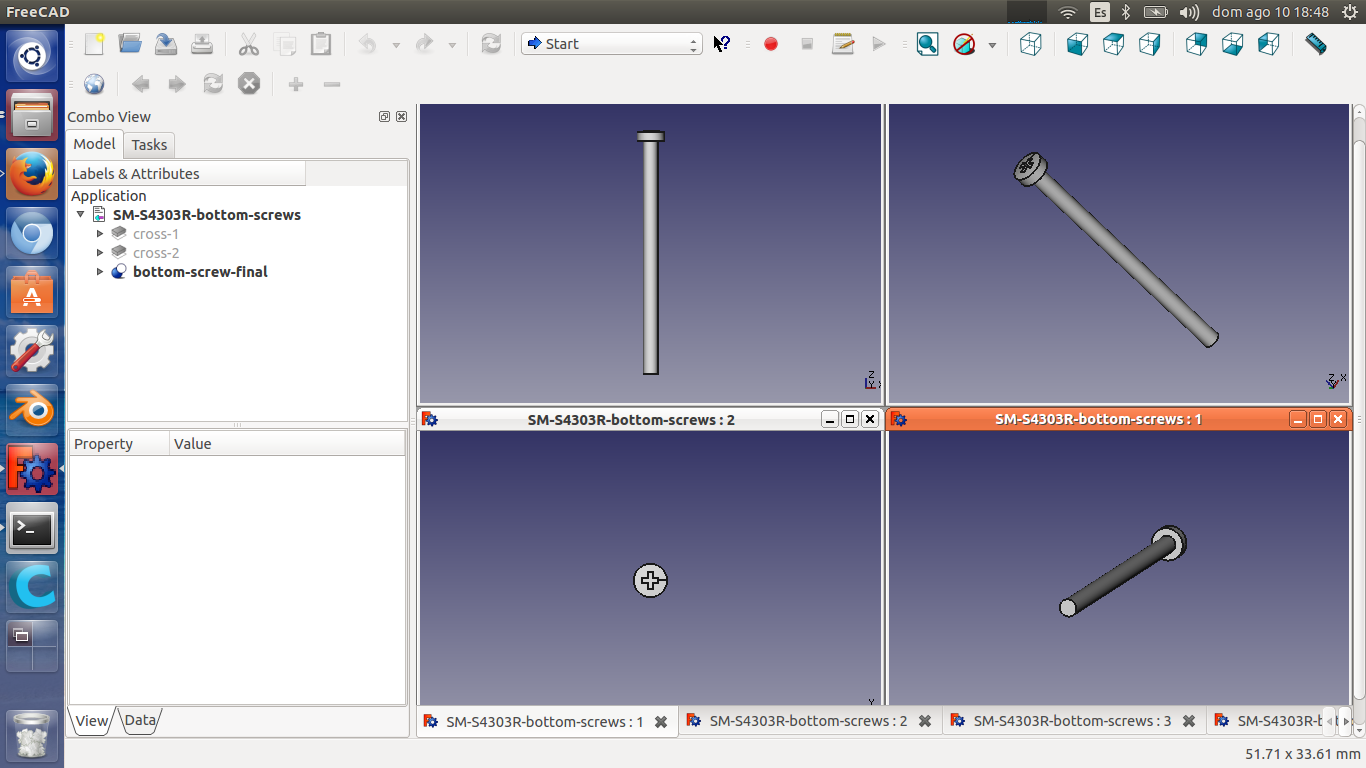 FreeCAD
Es
dom ago 10 18:48
Start
Combo View
Model
Tasks
Labels & Attributes
Application
SM-S4303R-bottom-screws
cross-1
cross-2
bottom-screw-final
Property
Value
View
Data
Z
Y
X
Z
X
SM-S4303R-bottom-screws : 2
SM-S4303R-bottom-screws : 1
Y
SM-S4303R-bottom-screws : 1
SM-S4303R-bottom-screws : 2
SM-S4303R-bottom-screws : 3
51.71 x 33.61 mm